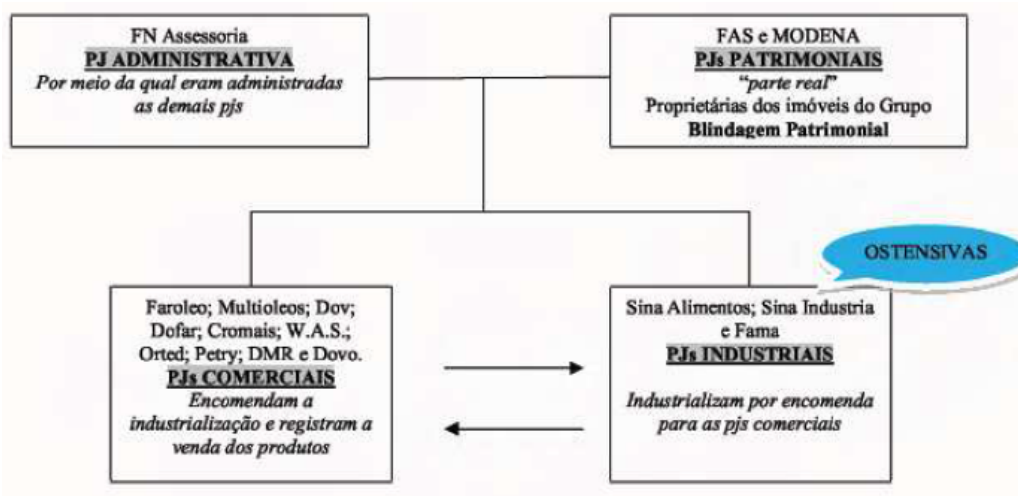 FN Assessoria
PJ ADMINISTRATIVA
Por meio da qual eram administradas
as demais pjs
FAS e MODENA
PJs PATRIMONIAIS
“parte real”
Proprietárias dos imóveis do Grupo
Blindagem Patrimonial
OSTENSIVAS
Faroleo; Multioleos; Dov;
Dofar; Cromais; W.A.S.;
Orted; Petry; DMR e Dovo.
PJs COMERCIAIS
Encomendam a
industrialização e registram a
venda dos produtos
Sina Alimentos; Sina Industria
e Fama
PJs INDUSTRIAIS
Industrializam por encomenda
para as pjs comerciais